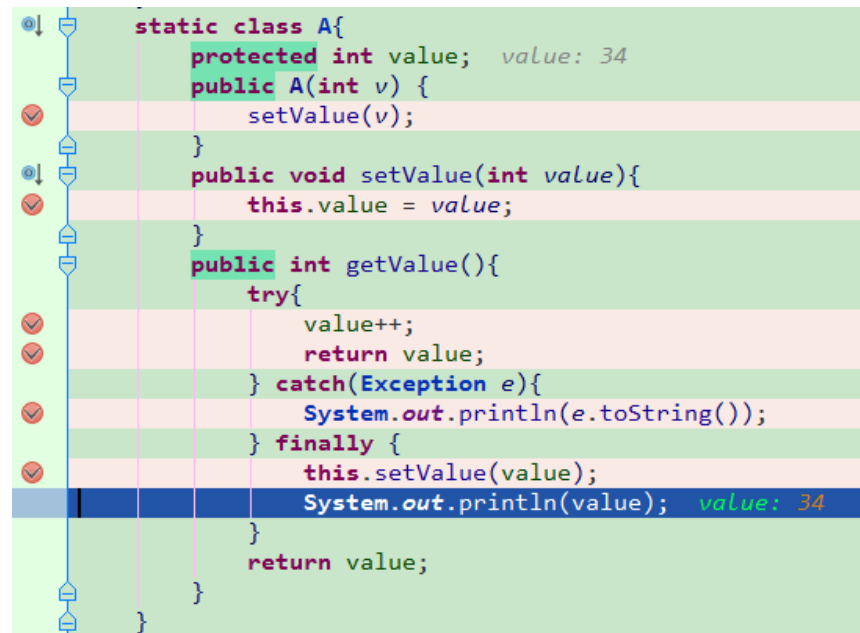 static class A{
protected int value;  value: 34
public A(int v) {
setValue(v);
}
public void setValue(int value){
this.value = value;
}
public int getValue(){
try{
value++;
return value;
} catch(Exception e){
System.out.println(e.toString());
} finally {
this.setValue(value);
System.out.println(value);  value: 34
}
return value;
}
}